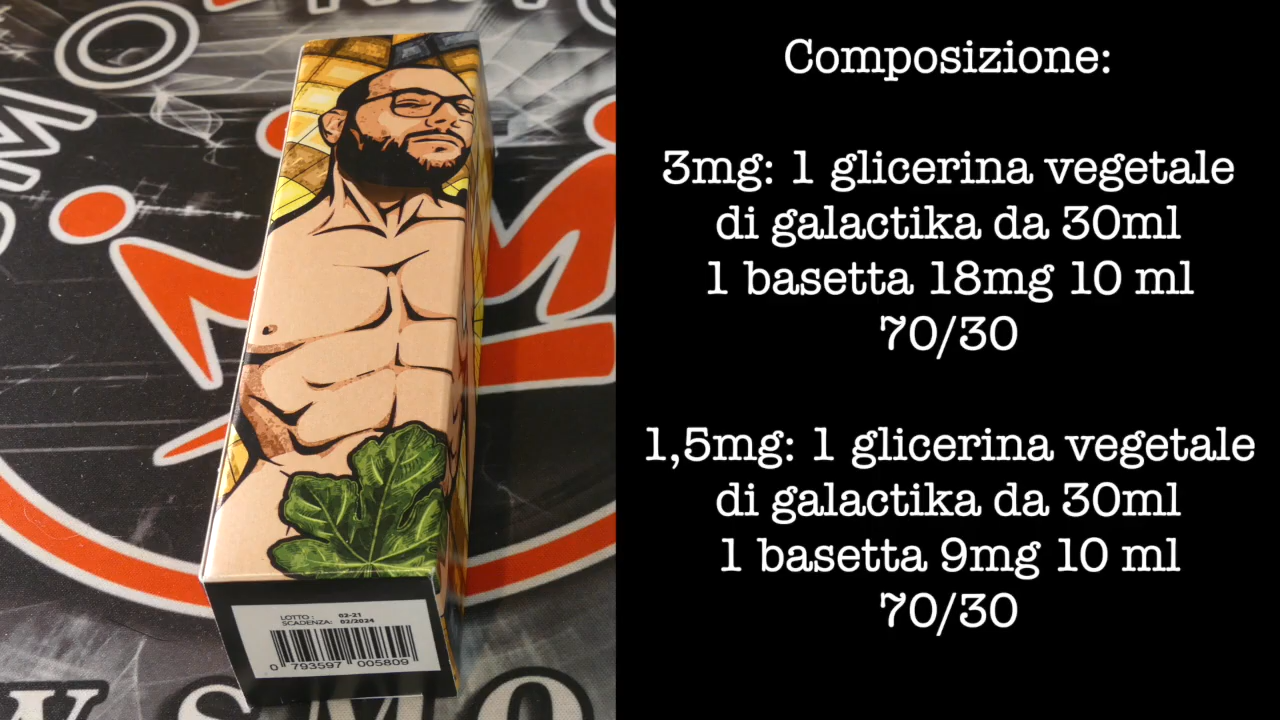 LOTTO: 02-21
SCADENZA: 02/2024
0 793597 005809
Composizione:
3mg: 1 glicerina vegetale
di galactika da 30ml
1 basetta 18mg 10 ml
70/30
1,5mg: 1 glicerina vegetale
di galactika da 30ml
1 basetta 9mg 10 ml
70/30